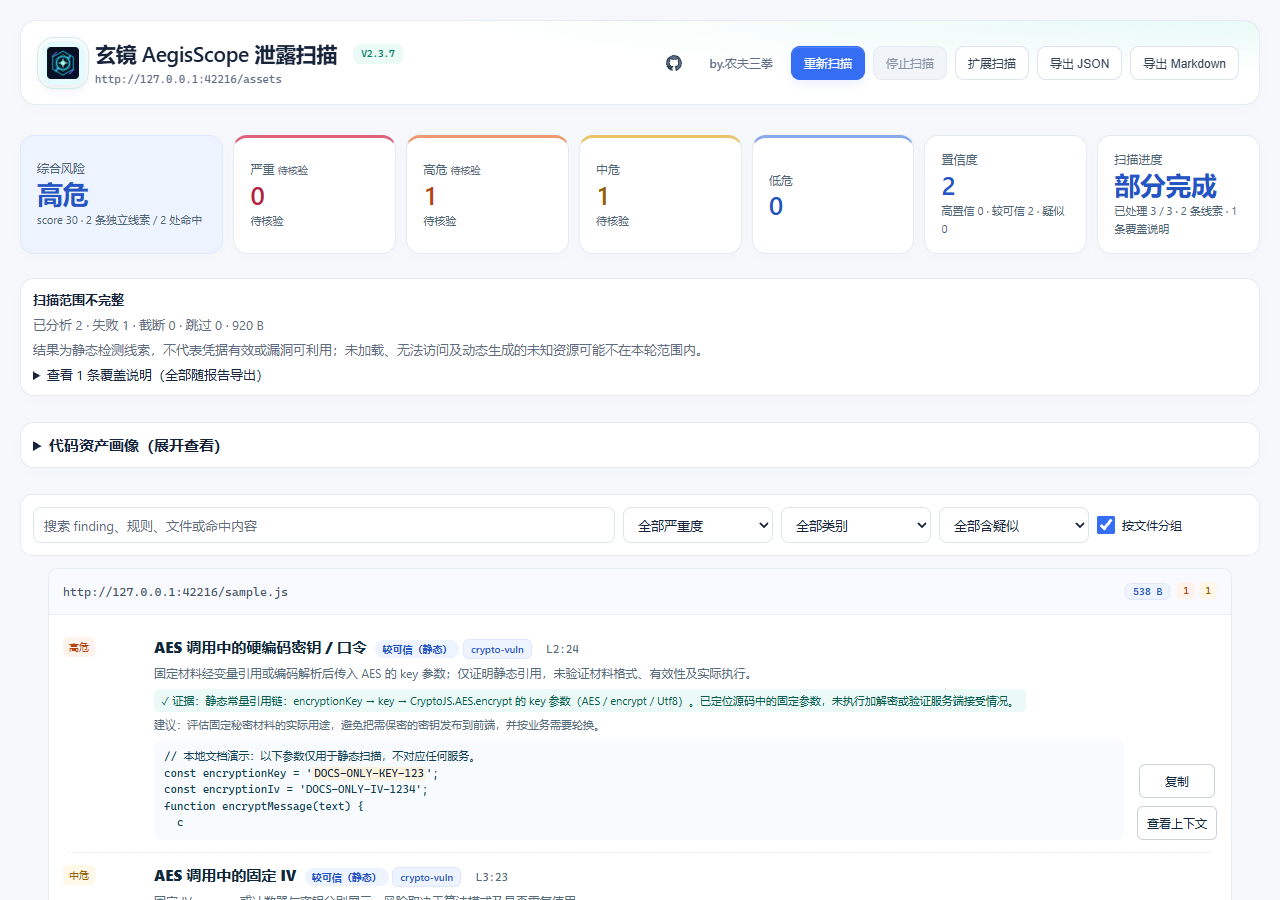 玄镜 AegisScope 泄露扫描 V2.3.7
http://127.0.0.1:42216/assets
by.农夫三拳 重新扫描 停止扫描 扩展扫描 导出 JSON 导出 Markdown
综合风险
高危
score 30 · 2 条独立线索 / 2 处命中
严重 待核验
0
待核验
高危 待核验
1
待核验
中危
1
待核验
低危
0
置信度
2
高置信 0 · 较可信 2 · 疑似
0
扫描进度
部分完成
已处理 3 / 3 · 2 条线索 · 1
条覆盖说明
扫描范围不完整
已分析 2 · 失败 1 · 截断 0 · 跳过 0 · 920 B
结果为静态检测线索，不代表凭据有效或漏洞可利用；未加载、无法访问及动态生成的未知资源可能不在本轮范围内。
查看 1 条覆盖说明（全部随报告导出）
代码资产画像（展开查看）
搜索 finding、规则、文件或命中内容 全部严重度 全部类别 全部含疑似 按文件分组
http://127.0.0.1:42216/sample.js 538 B 1 1
高危 AES 调用中的硬编码密钥 / 口令 较可信（静态） crypto-vuln L2:24
固定材料经变量引用或编码解析后传入 AES 的 key 参数；仅证明静态引用，未验证材料格式、有效性及实际执行。
✓ 证据：静态常量引用链：encryptionKey → key → CryptoJS.AES.encrypt 的 key 参数（AES / encrypt / Utf8）。已定位源码中的固定参数，未执行加解密或验证服务端接受情况。
建议：评估固定秘密材料的实际用途，避免把需保密的密钥发布到前端，并按业务需要轮换。
// 本地文档演示：以下参数仅用于静态扫描，不对应任何服务。
const encryptionKey = 'DOCS-ONLY-KEY-123';
const encryptionIv = 'DOCS-ONLY-IV-1234';
function encryptMessage(text) {
c
复制
查看上下文
中危 AES 调用中的固定 IV 较可信（静态） crypto-vuln L3:23